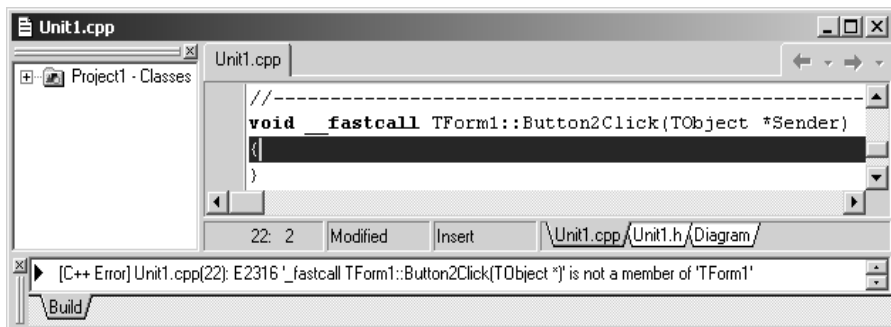 Unit1.cpp
Project1 - Classes
Unit1.cpp
//----------------------------------------------------
void __fastcall TForm1::Button2Click(TObject *Sender)
{
}
22: 2 Modified Insert Unit1.cpp Unit1.h Diagram
[C++ Error] Unit1.cpp(22): E2316 '_fastcall TForm1::Button2Click(TObject *)' is not a member of 'TForm1'
Build